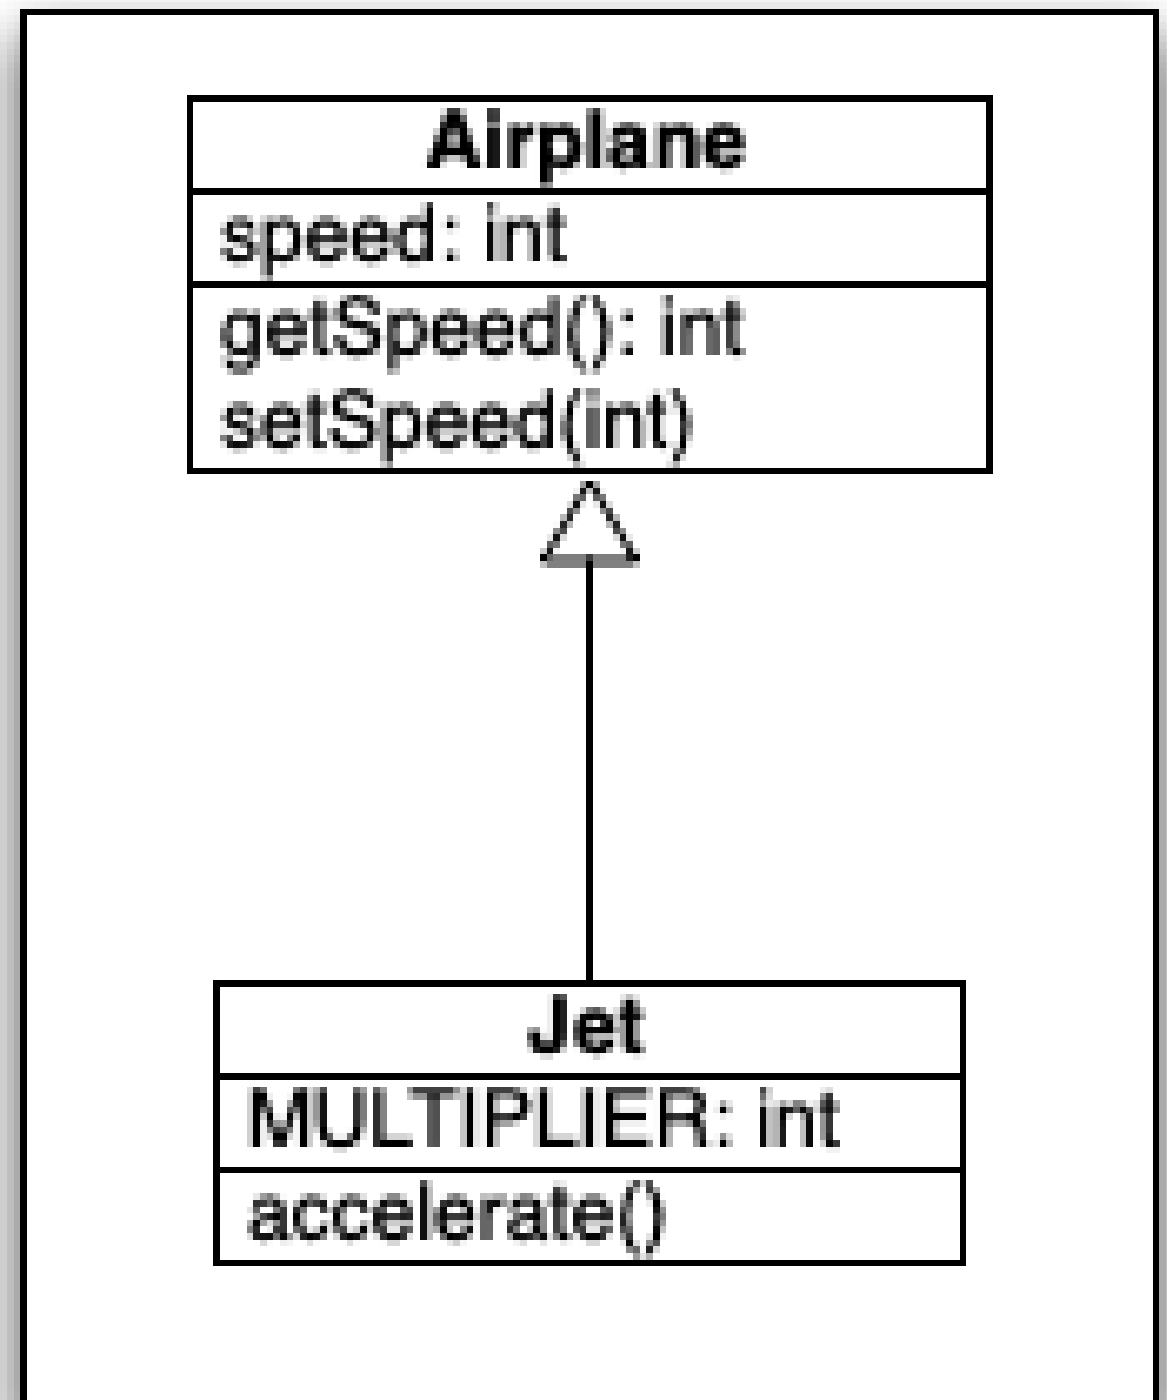 Airplane
speed: int
getSpeed(): int
setSpeed(int)
Jet
MULTIPLIER: int
accelerate()